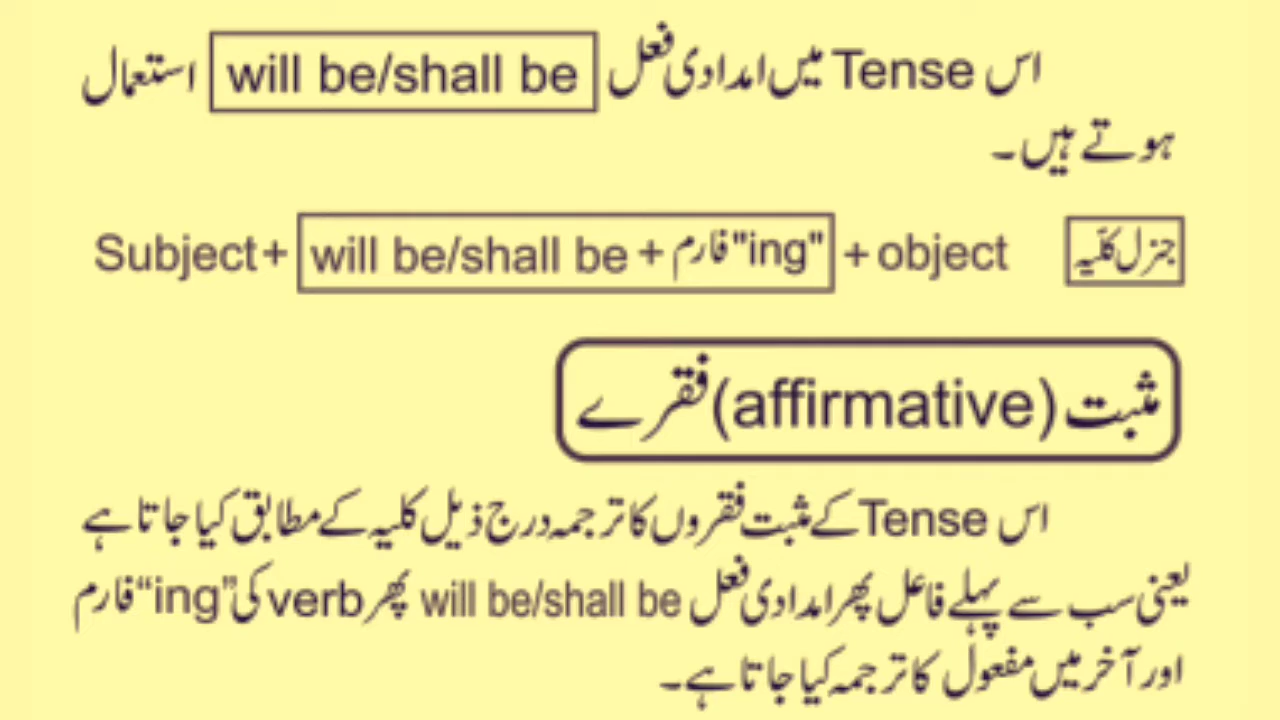 اس Tense میں امدادی فعل will be/shall be استعمال
ہوتے ہیں۔
جنرل کلیہ Subject + will be/shall be + فارم "ing" + object
مثبت (affirmative) فقرے
اس Tense کے مثبت فقروں کا ترجمہ درج ذیل کلیہ کے مطابق کیا جاتا ہے
یعنی سب سے پہلے فاعل پھر امدادی فعل will be/shall be پھر verb کی “ing” فارم
اور آخر میں مفعول کا ترجمہ کیا جاتا ہے۔